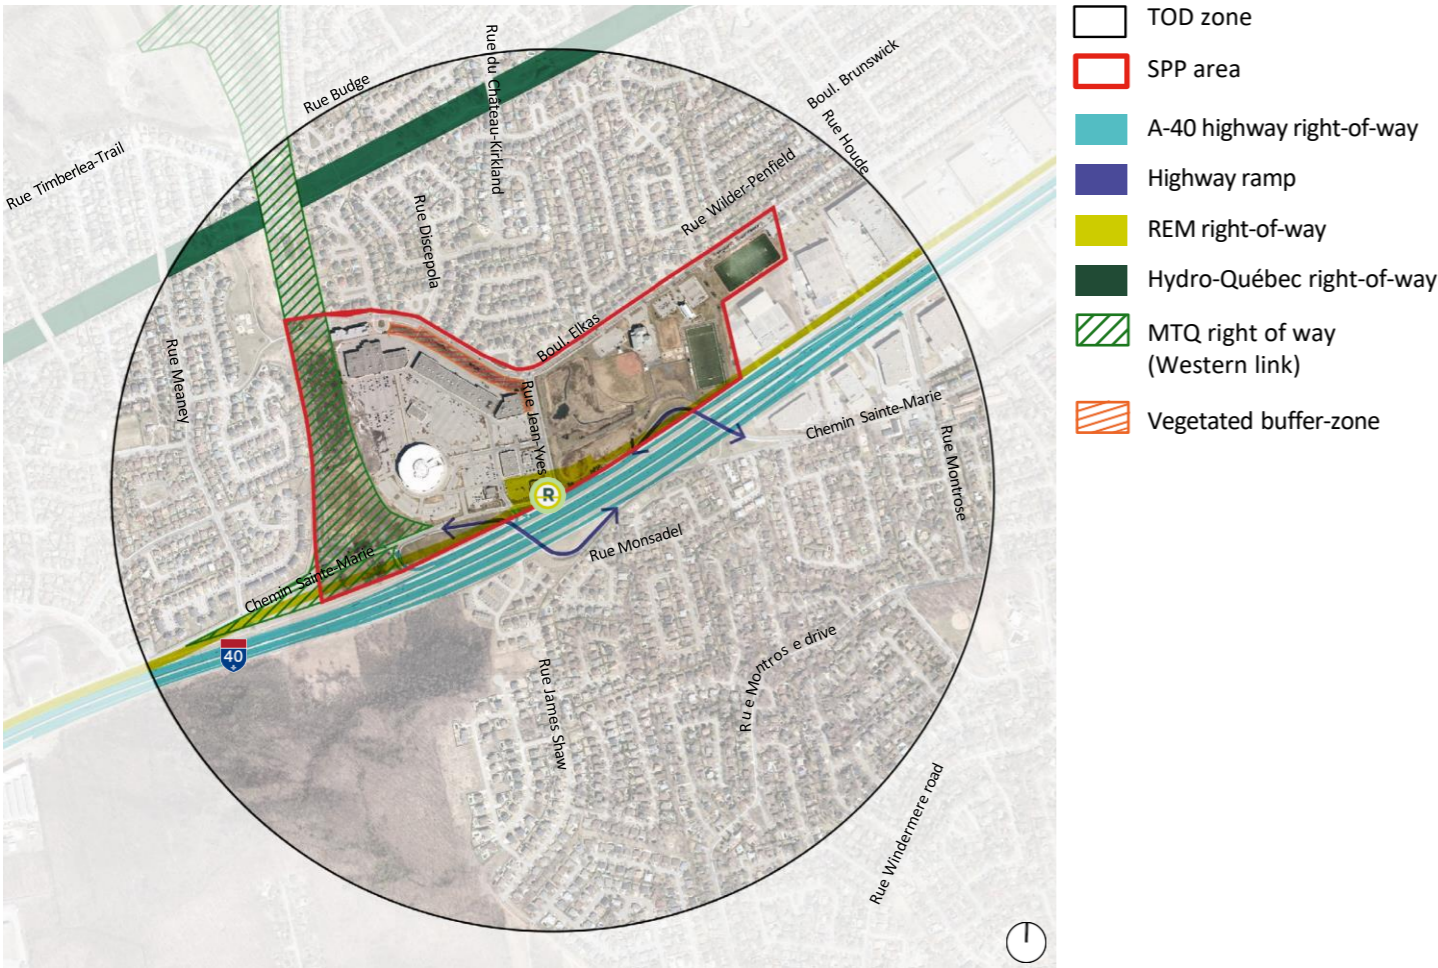 TOD zone
SPP area
A-40 highway right-of-way
Highway ramp
REM right-of-way
Hydro-Québec right-of-way
MTQ right of way
(Western link)
Vegetated buffer-zone
Rue Timberlea-Trail
Rue Budge
Rue du Château-Kirkland
Boul. Brunswick
Rue Houde
Rue Wilder-Penfield
Rue Discepola
Rue Meaney
Boul. Elkas
Rue Jean-Yves
Chemin Sainte-Marie
Rue Montrose
R
Rue Monsadel
Chemin Sainte-Marie
40
Rue James Shaw
Rue Montros e drive
Rue Windermere road